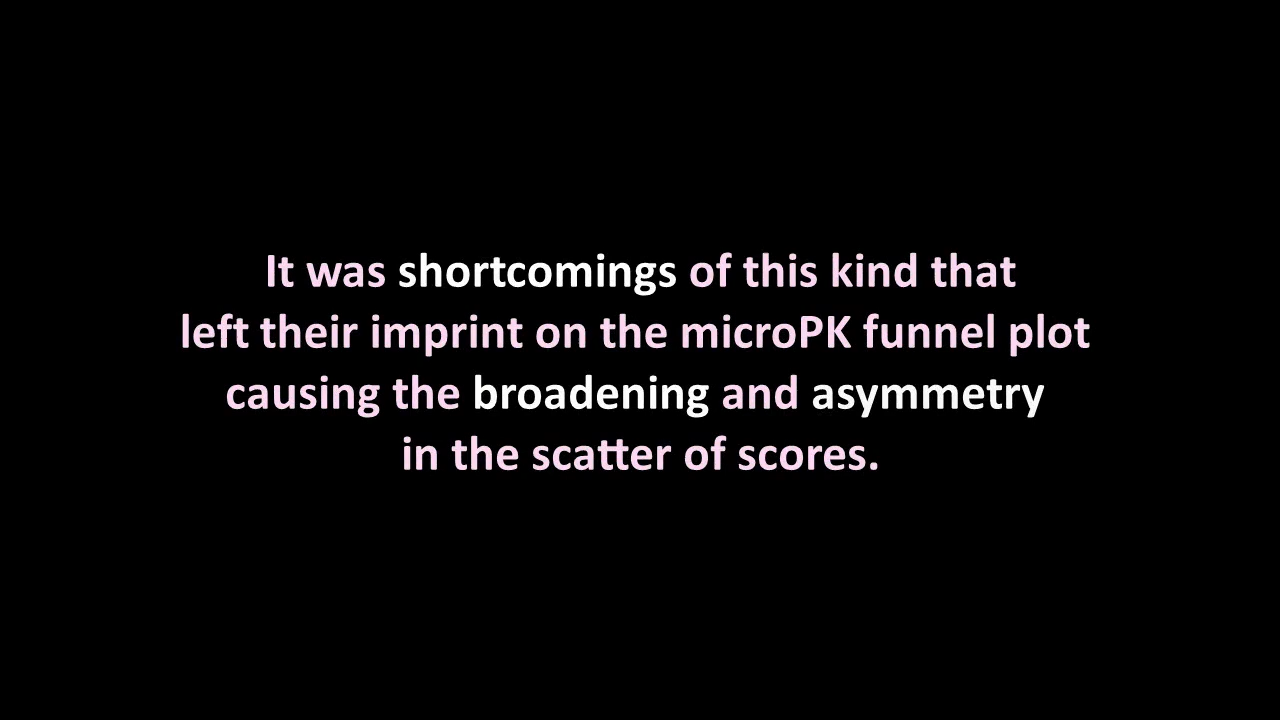 It was shortcomings of this kind that
left their imprint on the microPK funnel plot
causing the broadening and asymmetry
in the scatter of scores.